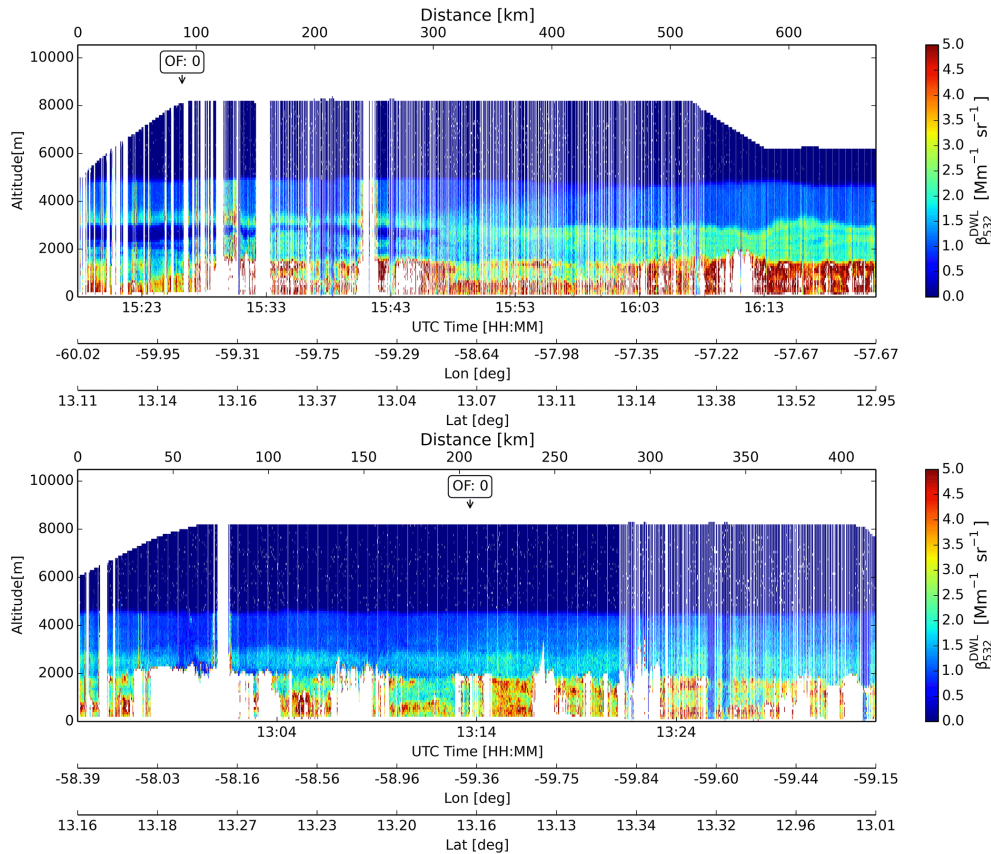 Distance [km]
0 100 200 300 400 500 600
OF: 0
10000
8000
6000
4000
2000
0
Altitude[m]
15:23 15:33 15:43 15:53 16:03 16:13
UTC Time [HH:MM]
-60.02 -59.95 -59.31 -59.75 -59.29 -58.64 -57.98 -57.35 -57.22 -57.67 -57.67
Lon [deg]
13.11 13.14 13.16 13.37 13.04 13.07 13.11 13.14 13.38 13.52 12.95
Lat [deg]
5.0
4.5
4.0
3.5
3.0
2.5
2.0
1.5
1.0
0.5
0.0
β532DWL [Mm−1 sr−1]
Distance [km]
0 50 100 150 200 250 300 350 400
OF: 0
10000
8000
6000
4000
2000
0
Altitude[m]
13:04 13:14 13:24
UTC Time [HH:MM]
-58.39 -58.03 -58.16 -58.56 -58.96 -59.36 -59.75 -59.84 -59.60 -59.44 -59.15
Lon [deg]
13.16 13.18 13.27 13.23 13.20 13.16 13.13 13.34 13.32 12.96 13.01
Lat [deg]
5.0
4.5
4.0
3.5
3.0
2.5
2.0
1.5
1.0
0.5
0.0
β532DWL [Mm−1 sr−1]